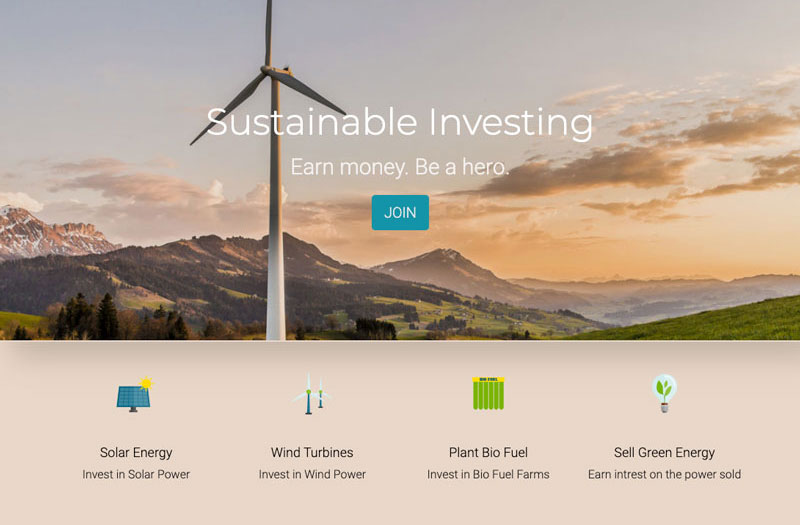 Sustainable Investing
Earn money. Be a hero.
JOIN
BIO FUEL
Solar Energy
Wind Turbines
Plant Bio Fuel
Sell Green Energy
Invest in Solar Power
Invest in Wind Power
Invest in Bio Fuel Farms
Earn intrest on the power sold